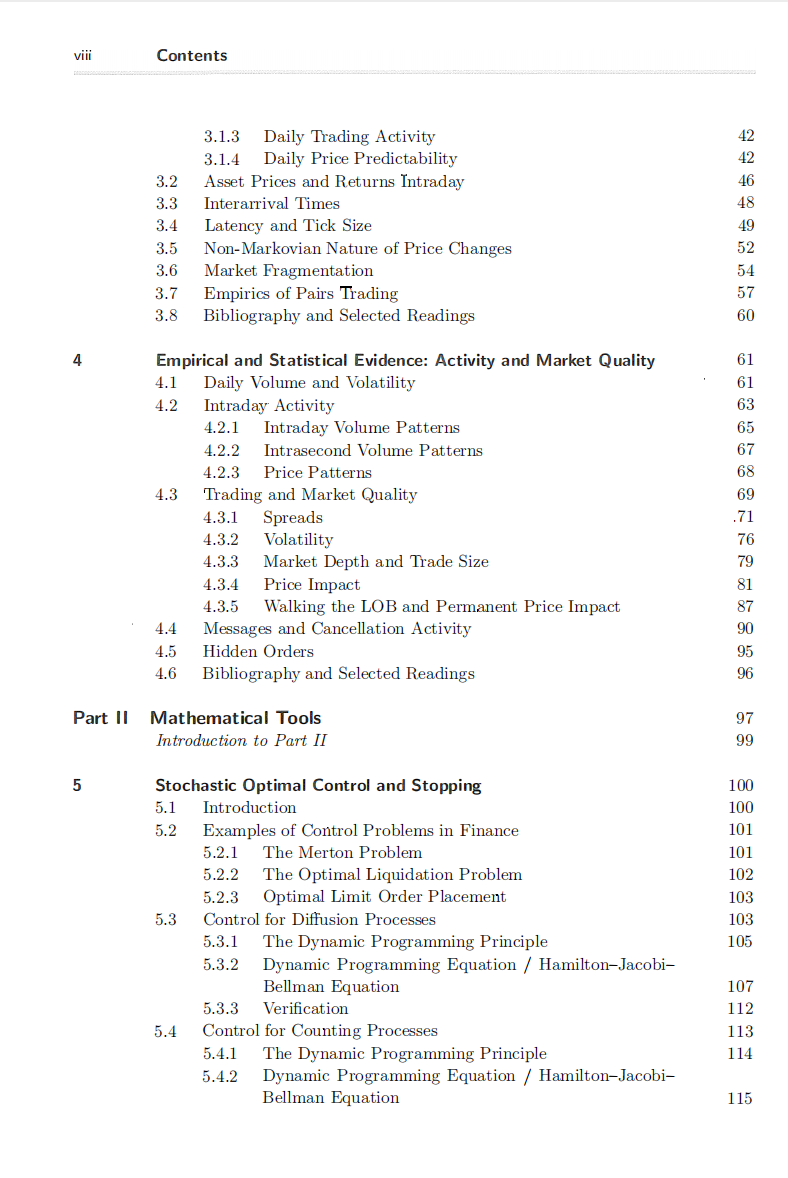 viii Contents
3.1.3 Daily Trading Activity 42
3.1.4 Daily Price Predictability 42
3.2 Asset Prices and Returns Intraday 46
3.3 Interarrival Times 48
3.4 Latency and Tick Size 49
3.5 Non-Markovian Nature of Price Changes 52
3.6 Market Fragmentation 54
3.7 Empirics of Pairs Trading 57
3.8 Bibliography and Selected Readings 60
4 Empirical and Statistical Evidence: Activity and Market Quality 61
4.1 Daily Volume and Volatility 61
4.2 Intraday Activity 63
4.2.1 Intraday Volume Patterns 65
4.2.2 Intrasecond Volume Patterns 67
4.2.3 Price Patterns 68
4.3 Trading and Market Quality 69
4.3.1 Spreads 71
4.3.2 Volatility 76
4.3.3 Market Depth and Trade Size 79
4.3.4 Price Impact 81
4.3.5 Walking the LOB and Permanent Price Impact 87
4.4 Messages and Cancellation Activity 90
4.5 Hidden Orders 95
4.6 Bibliography and Selected Readings 96
Part II Mathematical Tools 97
Introduction to Part II 99
5 Stochastic Optimal Control and Stopping 100
5.1 Introduction 100
5.2 Examples of Control Problems in Finance 101
5.2.1 The Merton Problem 101
5.2.2 The Optimal Liquidation Problem 102
5.2.3 Optimal Limit Order Placement 103
5.3 Control for Diffusion Processes 103
5.3.1 The Dynamic Programming Principle 105
5.3.2 Dynamic Programming Equation / Hamilton–Jacobi–
Bellman Equation 107
5.3.3 Verification 112
5.4 Control for Counting Processes 113
5.4.1 The Dynamic Programming Principle 114
5.4.2 Dynamic Programming Equation / Hamilton–Jacobi–
Bellman Equation 115